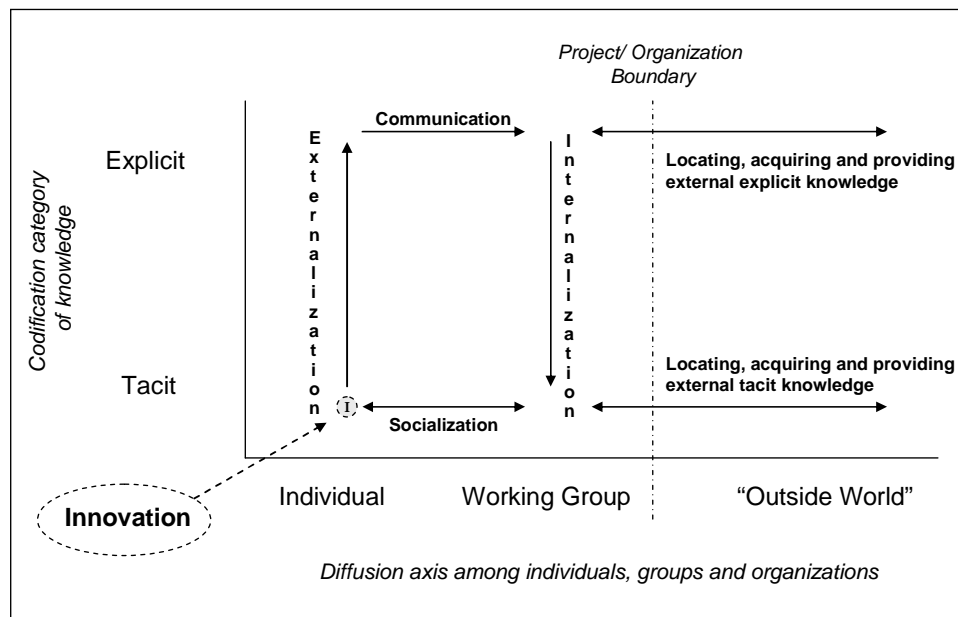 Project/ Organization
Boundary
Communication
Externalization
Internalization
Explicit
Locating, acquiring and providing
external explicit knowledge
Codification category
of knowledge
Tacit
Locating, acquiring and providing
external tacit knowledge
I
Socialization
Innovation
Individual
Working Group
“Outside World”
Diffusion axis among individuals, groups and organizations